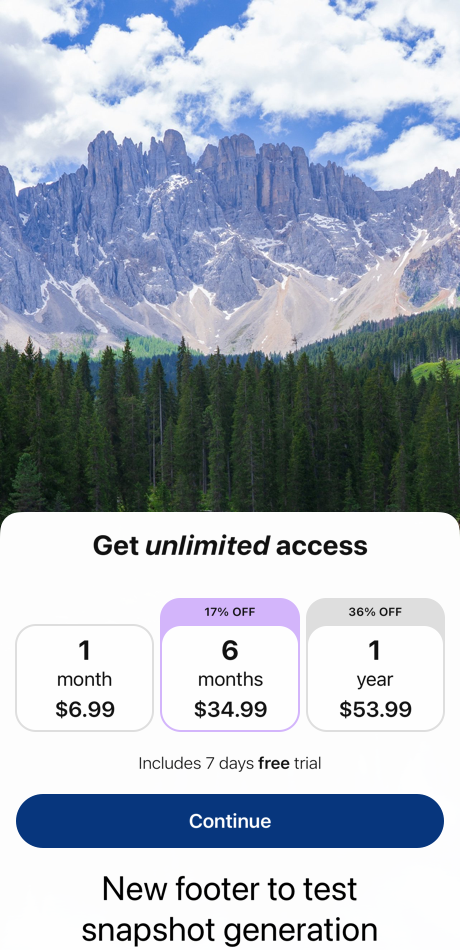 Get unlimited access
17% OFF
36% OFF
1
month
$6.99
6
months
$34.99
1
year
$53.99
Includes 7 days free trial
Continue
New footer to test
snapshot generation